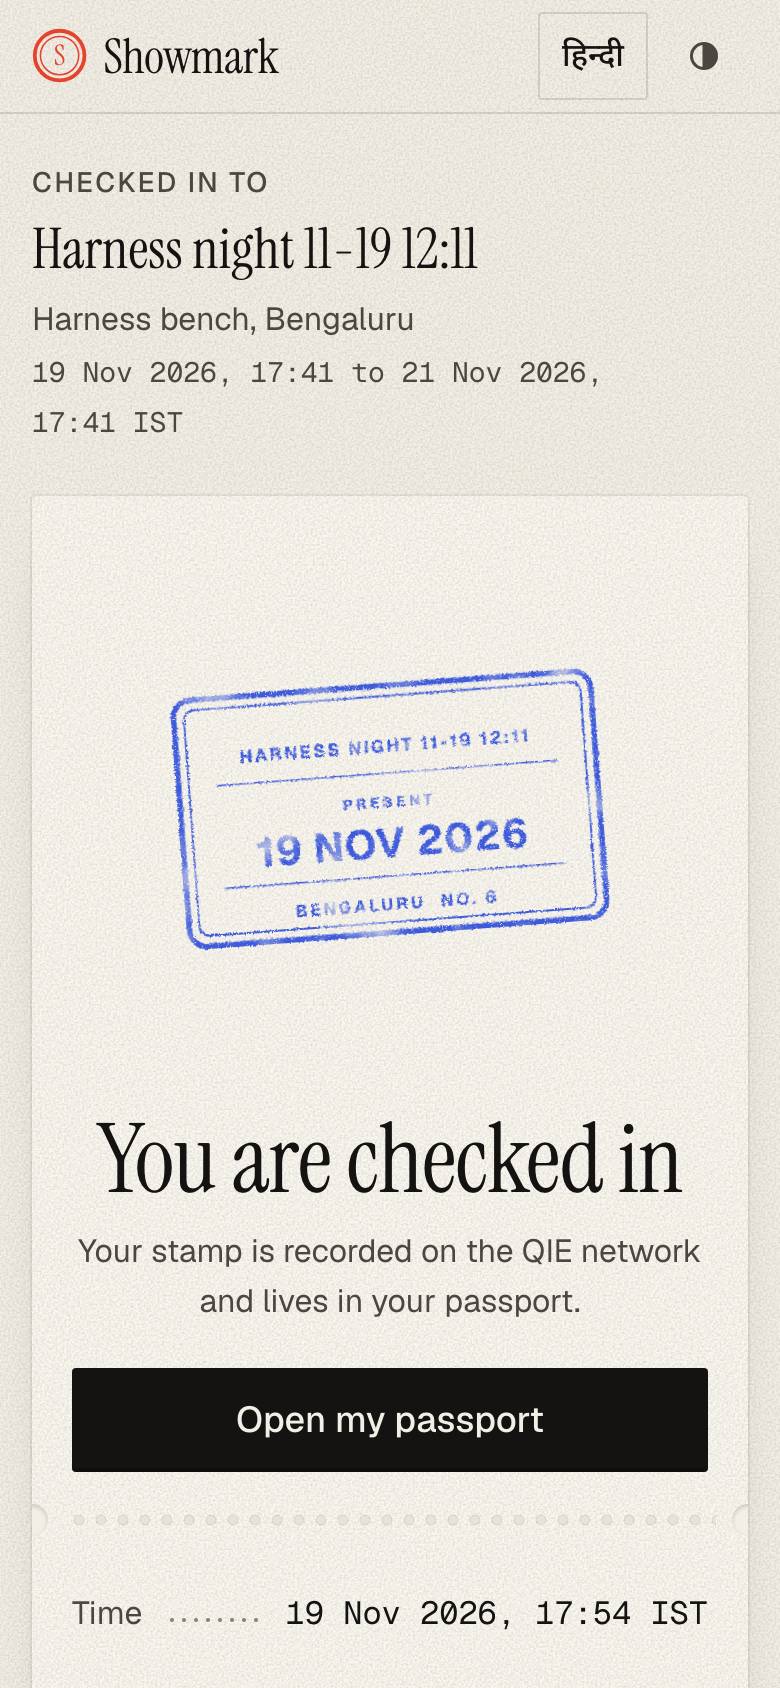 S
Showmark
हिन्दी
CHECKED IN TO
Harness night 11-19 12:11
Harness bench, Bengaluru
19 Nov 2026, 17:41 to 21 Nov 2026,
17:41 IST
HARNESS NIGHT 11-19 12:11
PRESENT
19 NOV 2026
BENGALURU NO. 6
You are checked in
Your stamp is recorded on the QIE network
and lives in your passport.
Open my passport
Time ........ 19 Nov 2026, 17:54 IST